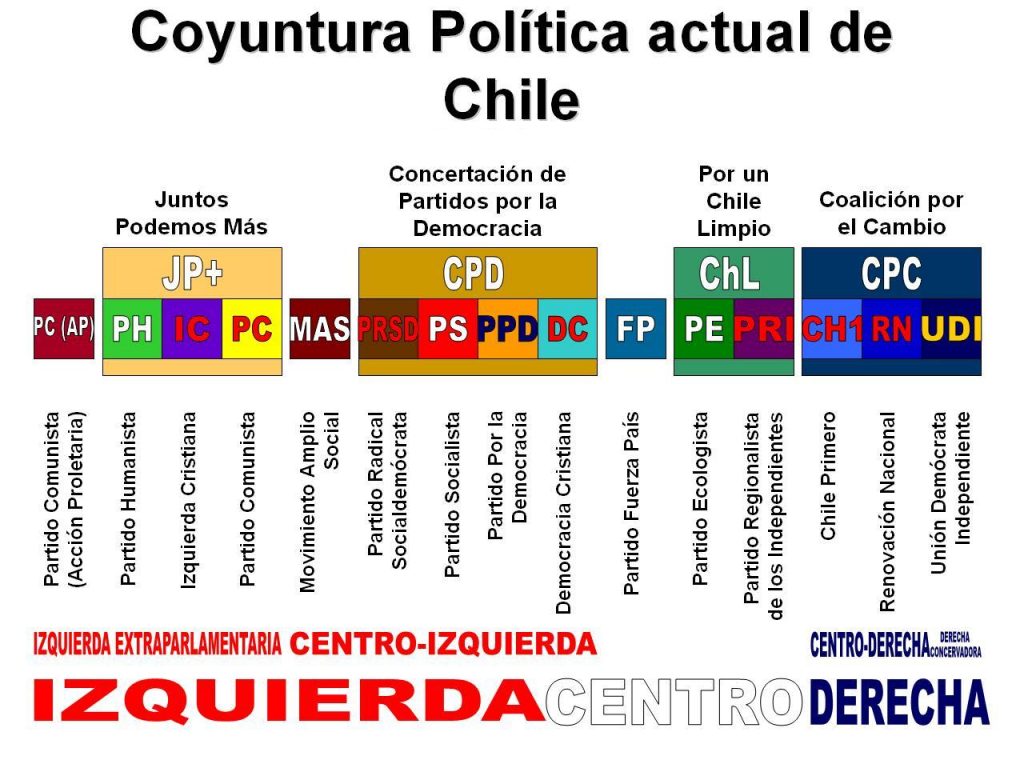 Coyuntura Política actual de
Chile
Juntos
Podemos Más
Concertación de
Partidos por la
Democracia
Por un
Chile
Limpio
Coalición por
el Cambio
JP+
CPD
ChL
CPC
PC (AP)
PH
IC
PC
MAS
PRSD
PS
PPD
DC
FP
PE
PRI
CH1
RN
UDI
Partido Comunista
(Acción Proletaria)
Partido Humanista
Izquierda Cristiana
Partido Comunista
Movimiento Amplio
Social
Partido Radical
Socialdemócrata
Partido Socialista
Partido Por la
Democracia
Democracia Cristiana
Partido Fuerza País
Partido Ecologista
Partido Regionalista
de los Independientes
Chile Primero
Renovación Nacional
Unión Demócrata
Independiente
IZQUIERDA EXTRAPARLAMENTARIA
CENTRO-IZQUIERDA
CENTRO-DERECHA
DERECHA
CONCERVADORA
IZQUIERDA
CENTRO
DERECHA